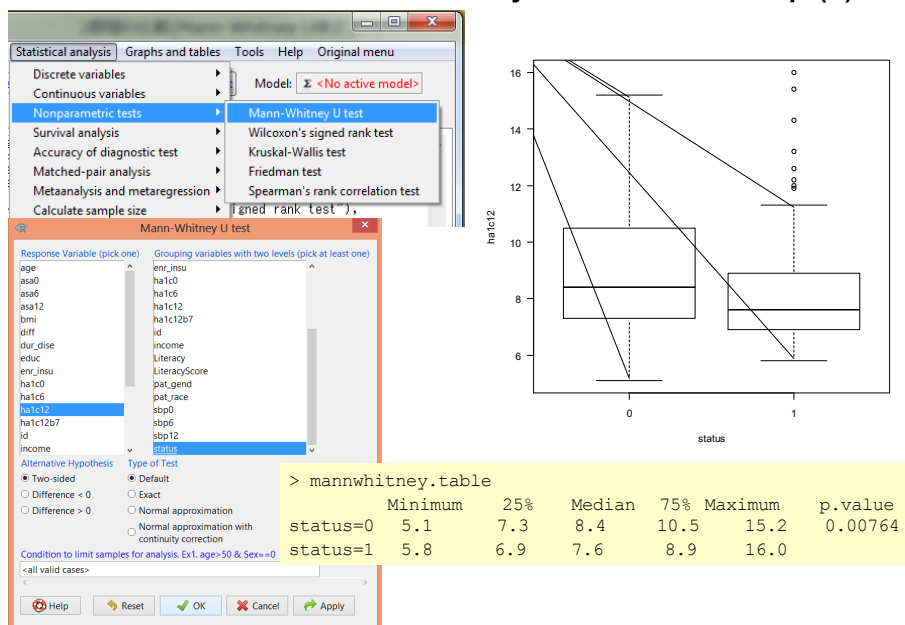 Statistical analysis Graphs and tables Tools Help Original menu
Discrete variables
Continuous variables
Nonparametric tests
Survival analysis
Accuracy of diagnostic test
Matched-pair analysis
Metaanalysis and metaregression
Calculate sample size
Model: Σ <No active model>
Mann-Whitney U test
Wilcoxon's signed rank test
Kruskal-Wallis test
Friedman test
Spearman's rank correlation test
igned rank test"),
Mann-Whitney U test
Response Variable (pick one)
age
asa0
asa6
asa12
bmi
diff
dur_dise
educ
enr_insu
ha1c0
ha1c6
ha1c12
ha1c12b7
id
income
Grouping variables with two levels (pick at least one)
enr_insu
ha1c0
ha1c6
ha1c12
ha1c12b7
id
income
Literacy
LiteracyScore
pat_gend
pat_race
sbp0
sbp6
sbp12
status
Alternative Hypothesis
Two-sided
Difference < 0
Difference > 0
Type of Test
Default
Exact
Normal approximation
Normal approximation with
continuity correction
Condition to limit samples for analysis. Ex1. age>50 & Sex==0
<all valid cases>
Help Reset OK Cancel Apply
16
14
12
10
8
6
ha1c12
0 1
status
> mannwhitney.table
Minimum 25% Median 75% Maximum p.value
status=0 5.1 7.3 8.4 10.5 15.2 0.00764
status=1 5.8 6.9 7.6 8.9 16.0